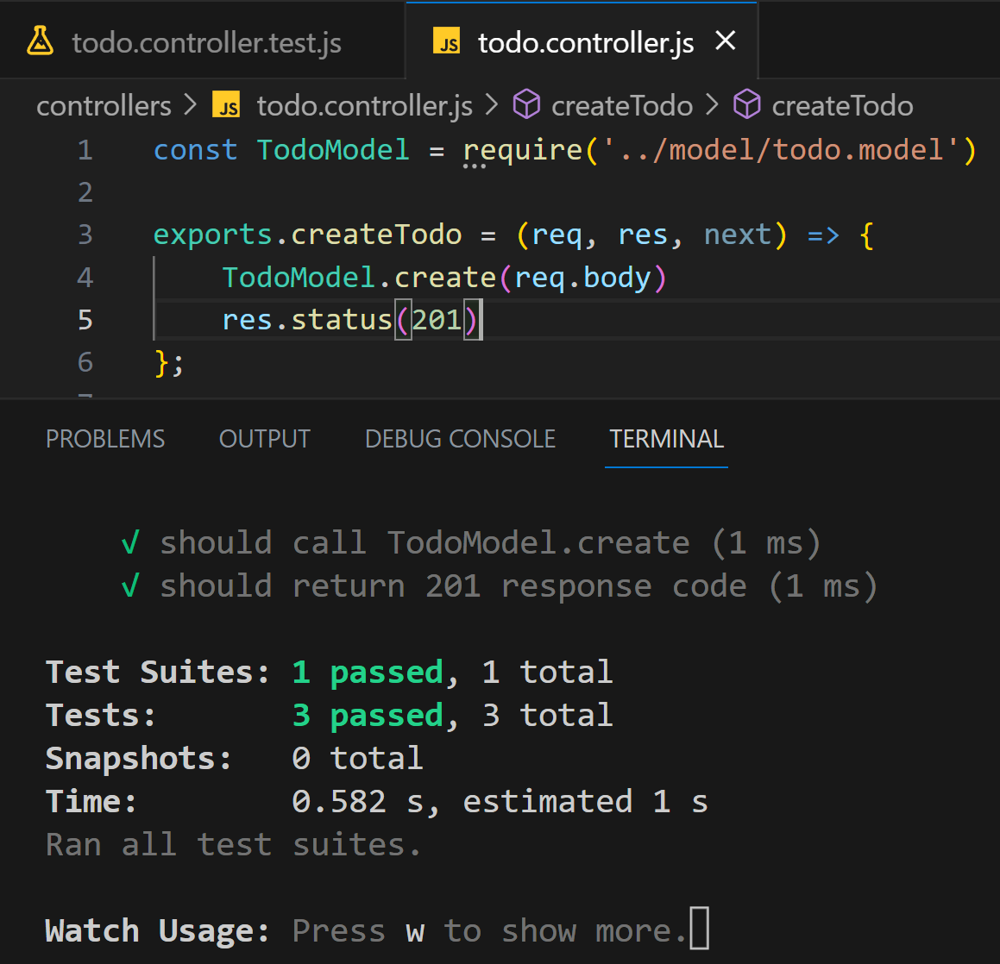 todo.controller.test.js
JS todo.controller.js
controllers JS todo.controller.js createTodo createTodo
1 const TodoModel = require('../model/todo.model')
2
3 exports.createTodo = (req, res, next) => {
4 TodoModel.create(req.body)
5 res.status(201)
6 };
PROBLEMS OUTPUT DEBUG CONSOLE TERMINAL
√ should call TodoModel.create (1 ms)
√ should return 201 response code (1 ms)
Test Suites: 1 passed, 1 total
Tests: 3 passed, 3 total
Snapshots: 0 total
Time: 0.582 s, estimated 1 s
Ran all test suites.
Watch Usage: Press w to show more.